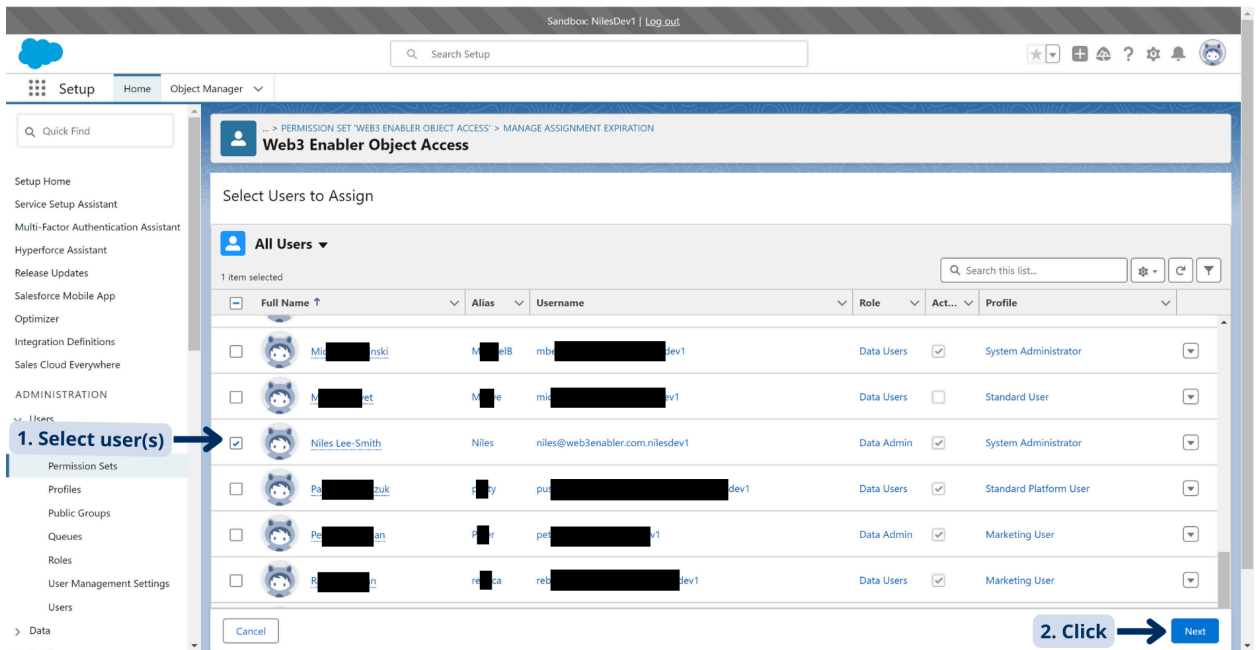 Sandbox: NilesDev1 | Log out
Search Setup
Setup
Home
Object Manager
Quick Find
Setup Home
Service Setup Assistant
Multi-Factor Authentication Assistant
Hyperforce Assistant
Release Updates
Salesforce Mobile App
Optimizer
Integration Definitions
Sales Cloud Everywhere
ADMINISTRATION
Users
1. Select user(s)
Permission Sets
Profiles
Public Groups
Queues
Roles
User Management Settings
Users
Data
... > PERMISSION SET 'WEB3 ENABLER OBJECT ACCESS' > MANAGE ASSIGNMENT EXPIRATION
Web3 Enabler Object Access
Select Users to Assign
All Users
1 item selected
Search this list...
Full Name ↑ Alias Username Role Act... Profile
Data Users System Administrator
Data Users Standard User
Niles Lee-Smith Niles niles@web3enabler.com.nilesdev1 Data Admin System Administrator
Data Users Standard Platform User
Data Admin Marketing User
Data Users Marketing User
Cancel
2. Click
Next